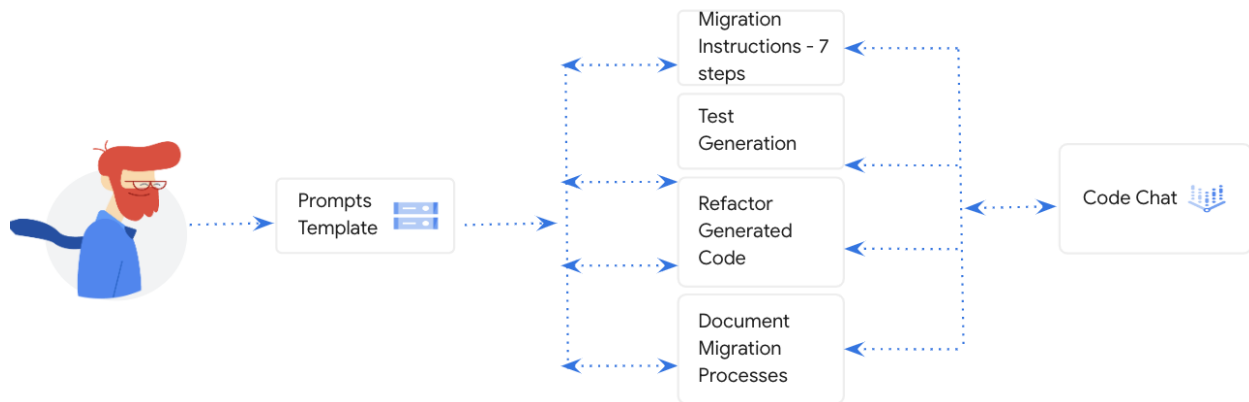 Prompts
Template
Migration
Instructions - 7
steps
Test
Generation
Refactor
Generated
Code
Document
Migration
Processes
Code Chat